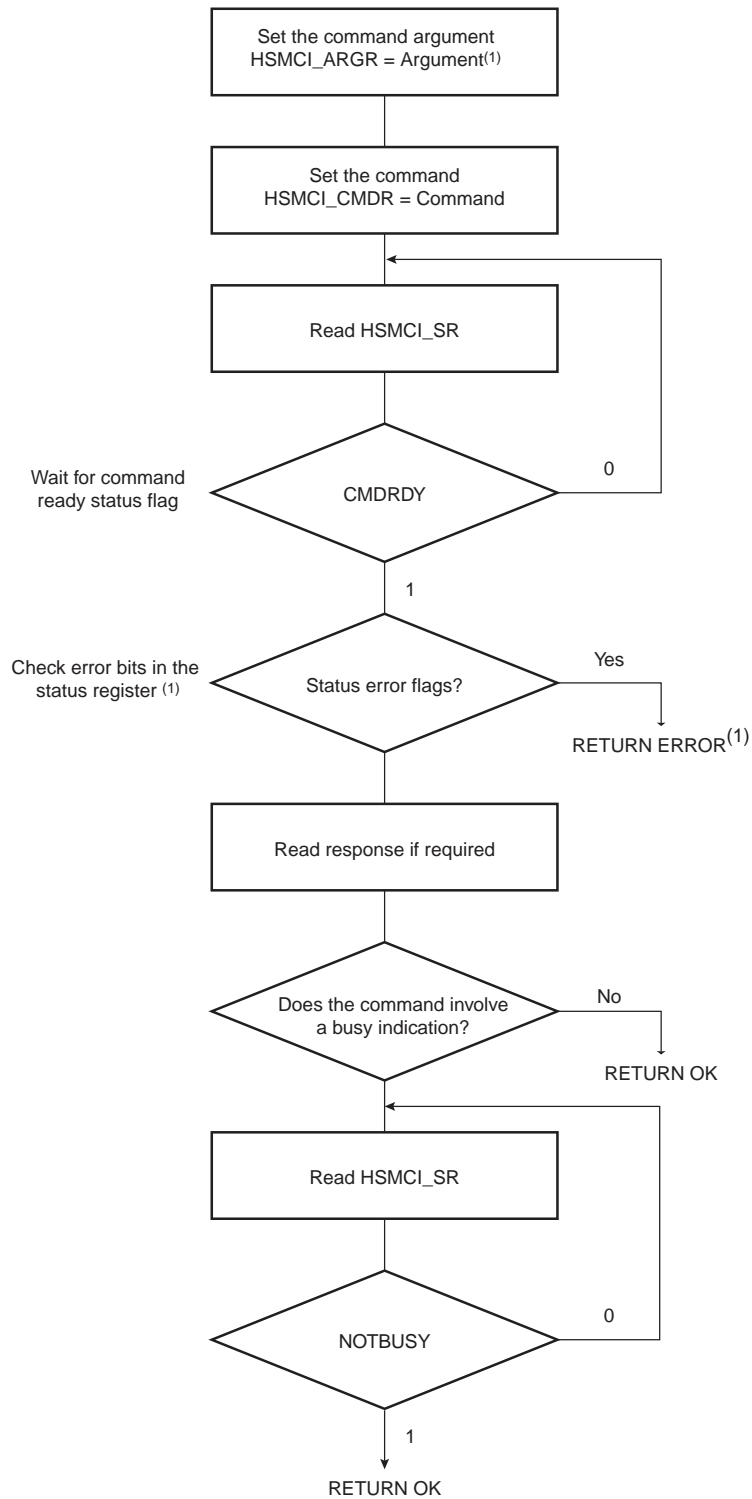 Set the command argument
HSMCI_ARGR = Argument(1)
Set the command
HSMCI_CMDR = Command
Read HSMCI_SR
Wait for command
ready status flag
CMDRDY
0
1
Check error bits in the
status register (1)
Status error flags?
Yes
RETURN ERROR(1)
Read response if required
Does the command involve
a busy indication?
No
RETURN OK
Read HSMCI_SR
NOTBUSY
0
1
RETURN OK